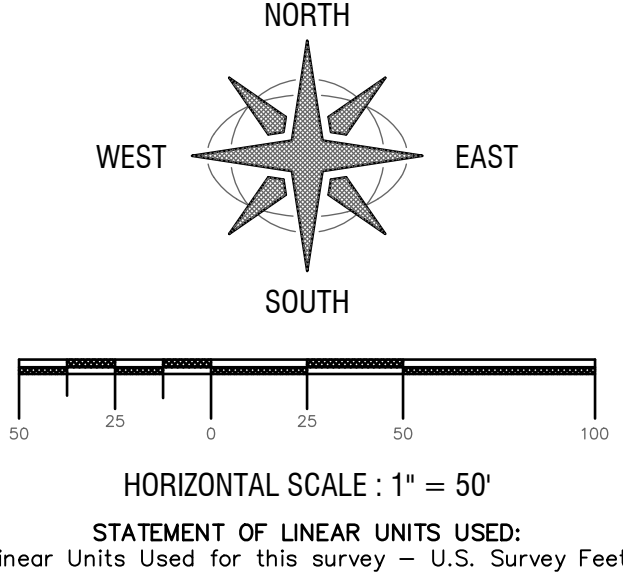 NORTH
WEST EAST
SOUTH
50 25 0 25 50 100
HORIZONTAL SCALE : 1" = 50'
STATEMENT OF LINEAR UNITS USED:
inear Units Used for this survey – U.S. Survey Feet